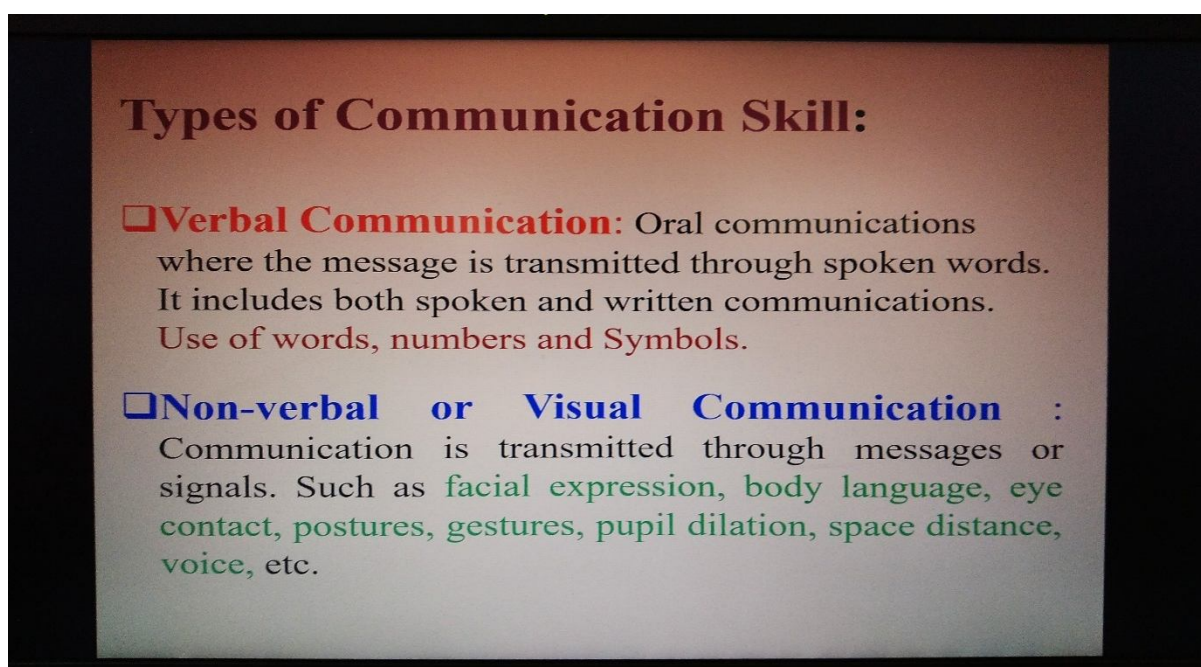 Types of Communication Skill:
❑Verbal Communication: Oral communications
where the message is transmitted through spoken words.
It includes both spoken and written communications.
Use of words, numbers and Symbols.
❑Non-verbal or Visual Communication :
Communication is transmitted through messages or
signals. Such as facial expression, body language, eye
contact, postures, gestures, pupil dilation, space distance,
voice, etc.